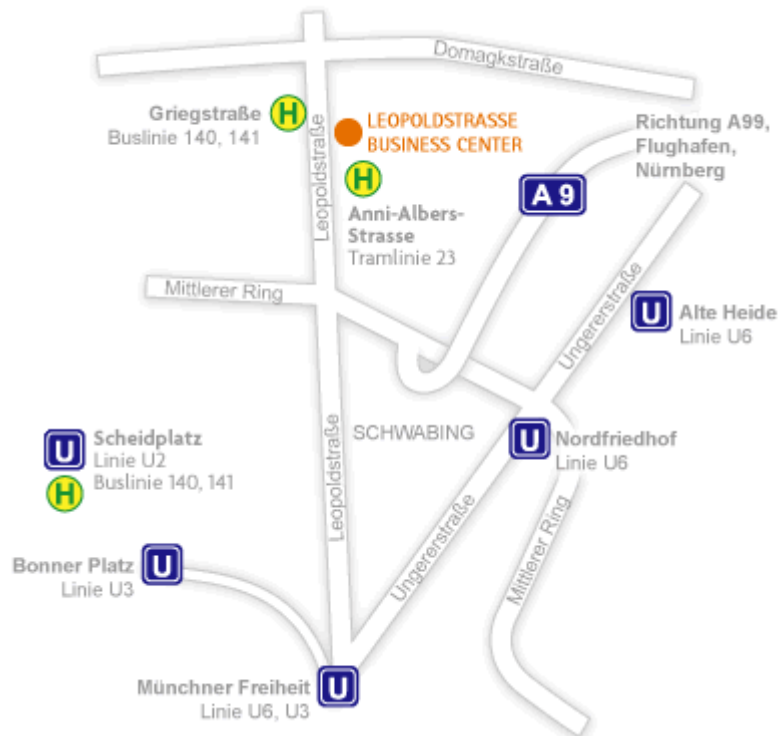 Domagkstraße
Griegstraße
Buslinie 140, 141
H
Leopoldstraße
LEOPOLDSTRASSE
BUSINESS CENTER
Richtung A99,
Flughafen,
Nürnberg
A 9
H
Anni-Albers-
Strasse
Tramlinie 23
Mittlerer Ring
Ungererstraße
U
Alte Heide
Linie U6
Leopoldstraße
SCHWABING
U
Nordfriedhof
Linie U6
U
Scheidplatz
Linie U2
H
Buslinie 140, 141
Ungererstraße
Mittlerer Ring
Bonner Platz
Linie U3
U
Münchner Freiheit
Linie U6, U3
U